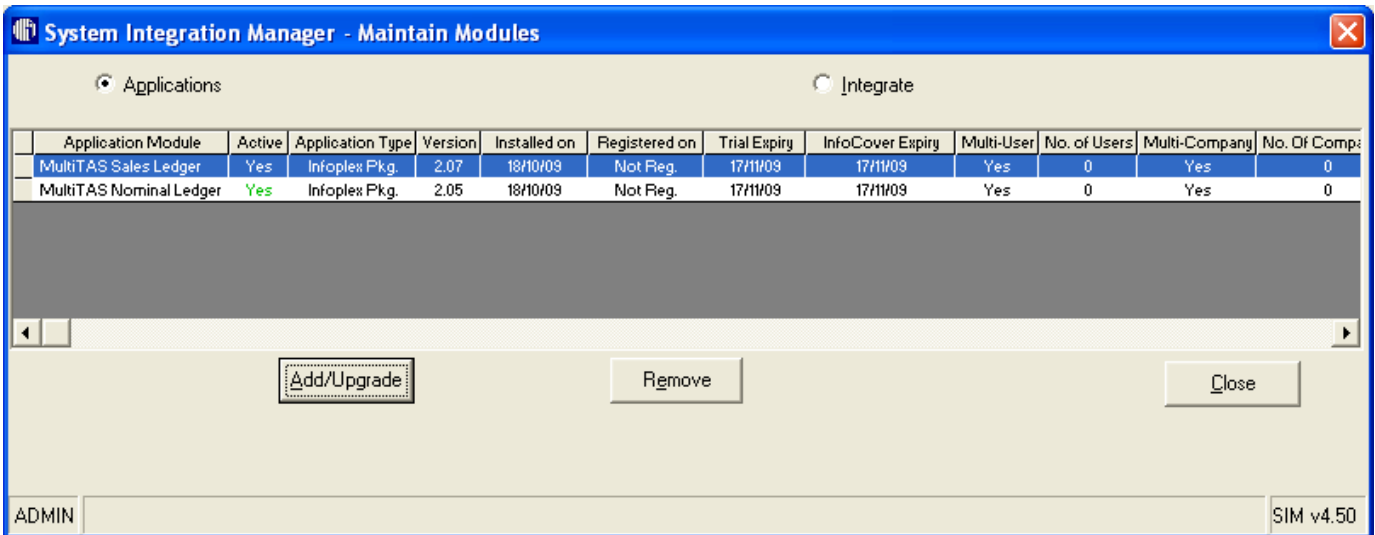 System Integration Manager - Maintain Modules
Applications Integrate
Application Module Active Application Type Version Installed on Registered on Trial Expiry InfoCover Expiry Multi-User No. of Users Multi-Company No. Of Compa
MultiTAS Sales Ledger Yes Infoplex Pkg. 2.07 18/10/09 Not Reg. 17/11/09 17/11/09 Yes 0 Yes 0
MultiTAS Nominal Ledger Yes Infoplex Pkg. 2.05 18/10/09 Not Reg. 17/11/09 17/11/09 Yes 0 Yes 0
Add/Upgrade Remove Close
ADMIN SIM v4.50